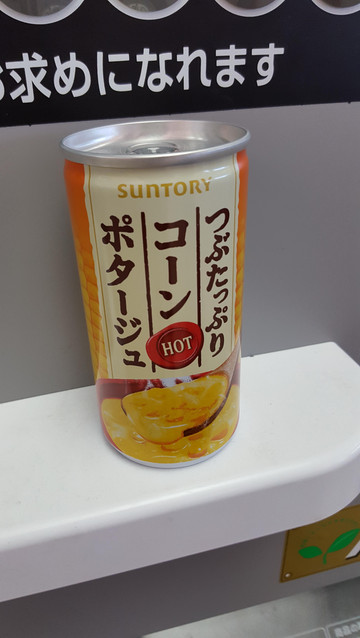 お求めになれます
SUNTORY
つぶたっぷり
コーン
ポタージュ
HOT